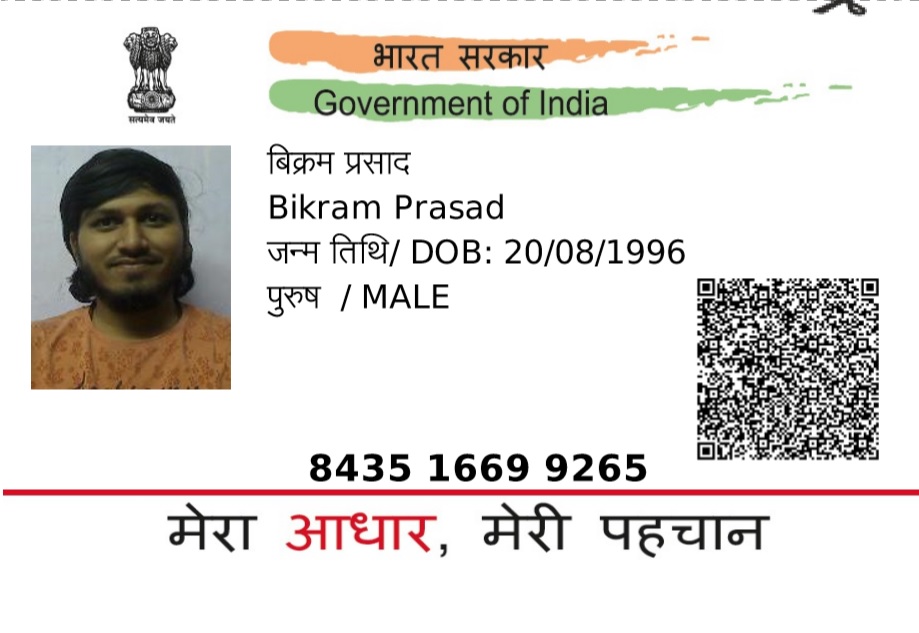 सत्यमेव जयते
भारत सरकार
Government of India
बिक्रम प्रसाद
Bikram Prasad
जन्म तिथि/ DOB: 20/08/1996
पुरुष / MALE
8435 1669 9265
मेरा आधार, मेरी पहचान